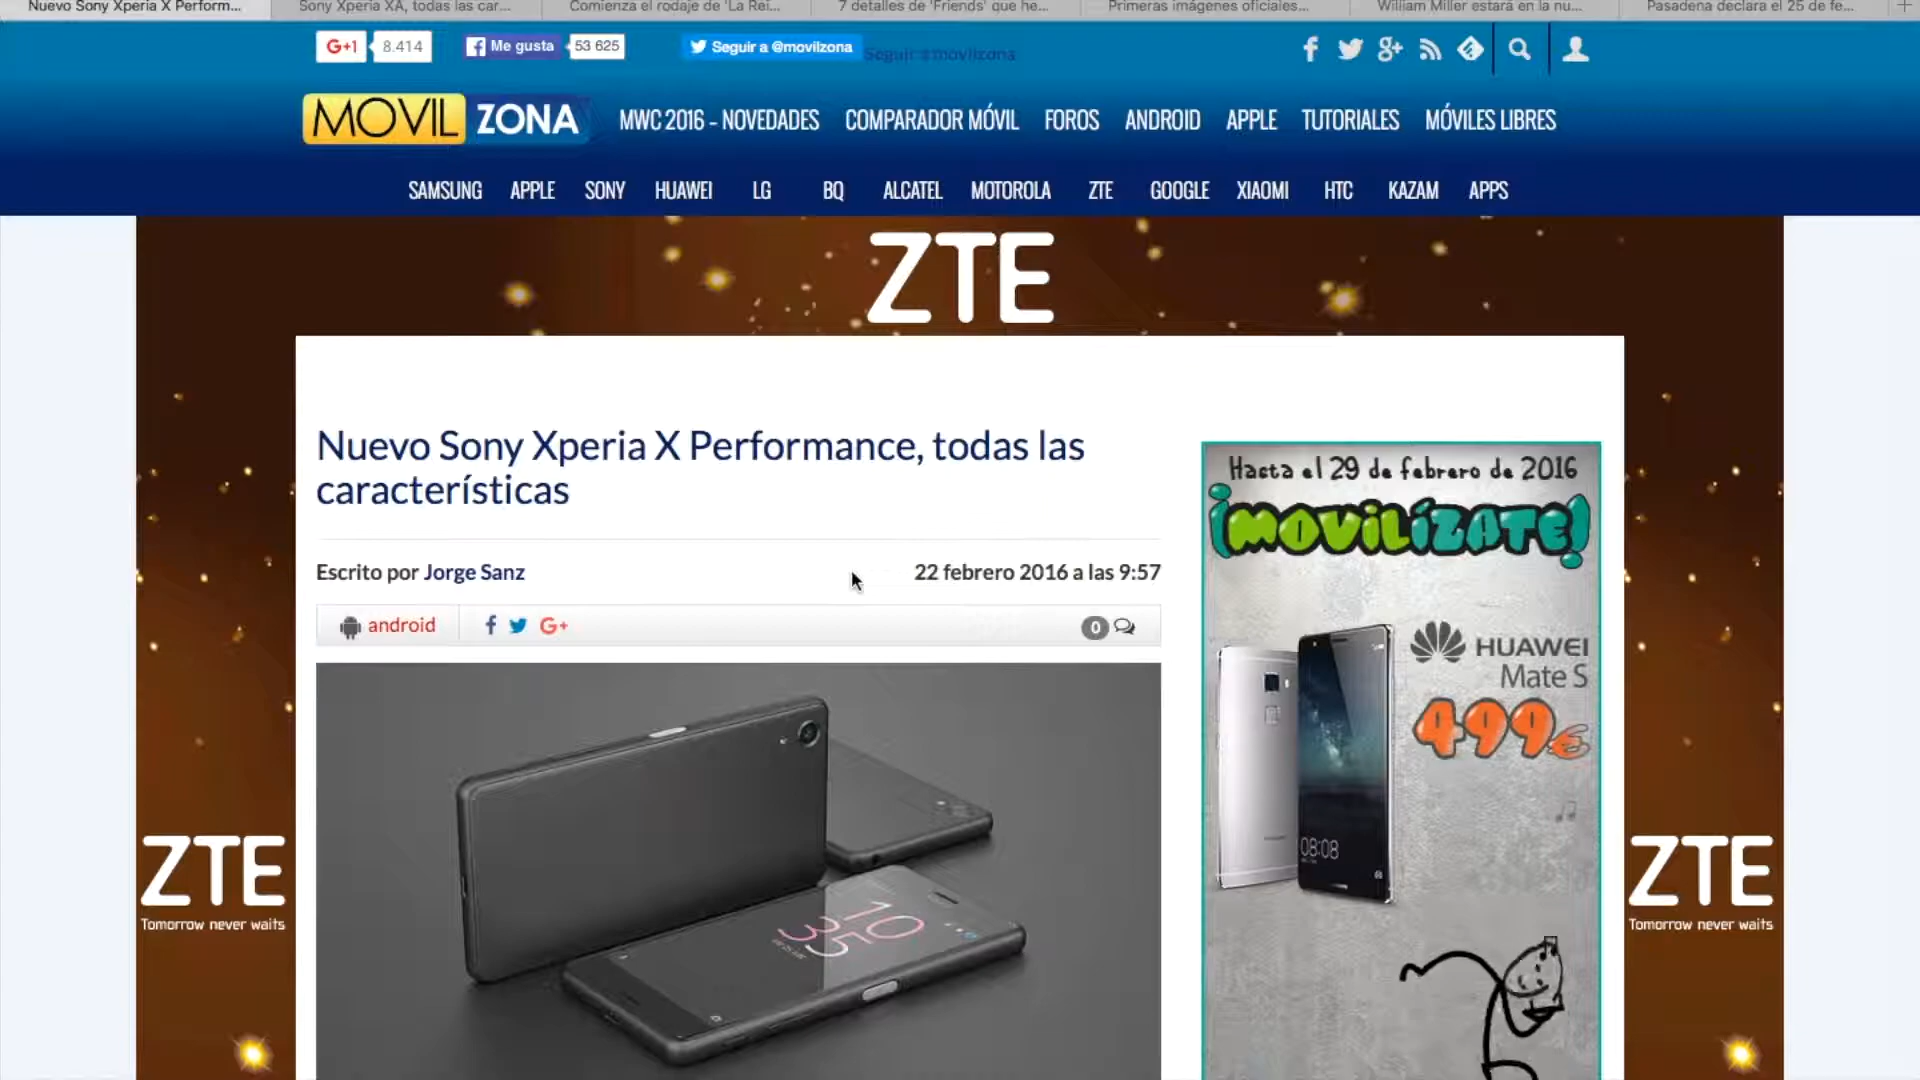 Nuevo Sony Xperia X Perform...
Sony Xperia XA, todas las car...
Comienza el rodaje de 'La Rei...
7 detalles de 'Friends' que he...
Primeras imágenes oficiales...
William Miller estará en la nu...
Pasadena declara el 25 de fe...
G+1 8.414
Me gusta 53 625
Seguir a @movilzona
Seguir @movilzona
MOVIL ZONA
MWC 2016 – NOVEDADES COMPARADOR MÓVIL FOROS ANDROID APPLE TUTORIALES MÓVILES LIBRES
SAMSUNG APPLE SONY HUAWEI LG BQ ALCATEL MOTOROLA ZTE GOOGLE XIAOMI HTC KAZAM APPS
ZTE
Nuevo Sony Xperia X Performance, todas las
características
Escrito por Jorge Sanz
22 febrero 2016 a las 9:57
android
G+
0
10
35
Hasta el 29 de febrero de 2016
¡MOVILÍZATE!
HUAWEI
Mate S
499€
08:08
ZTE
Tomorrow never waits
ZTE
Tomorrow never waits